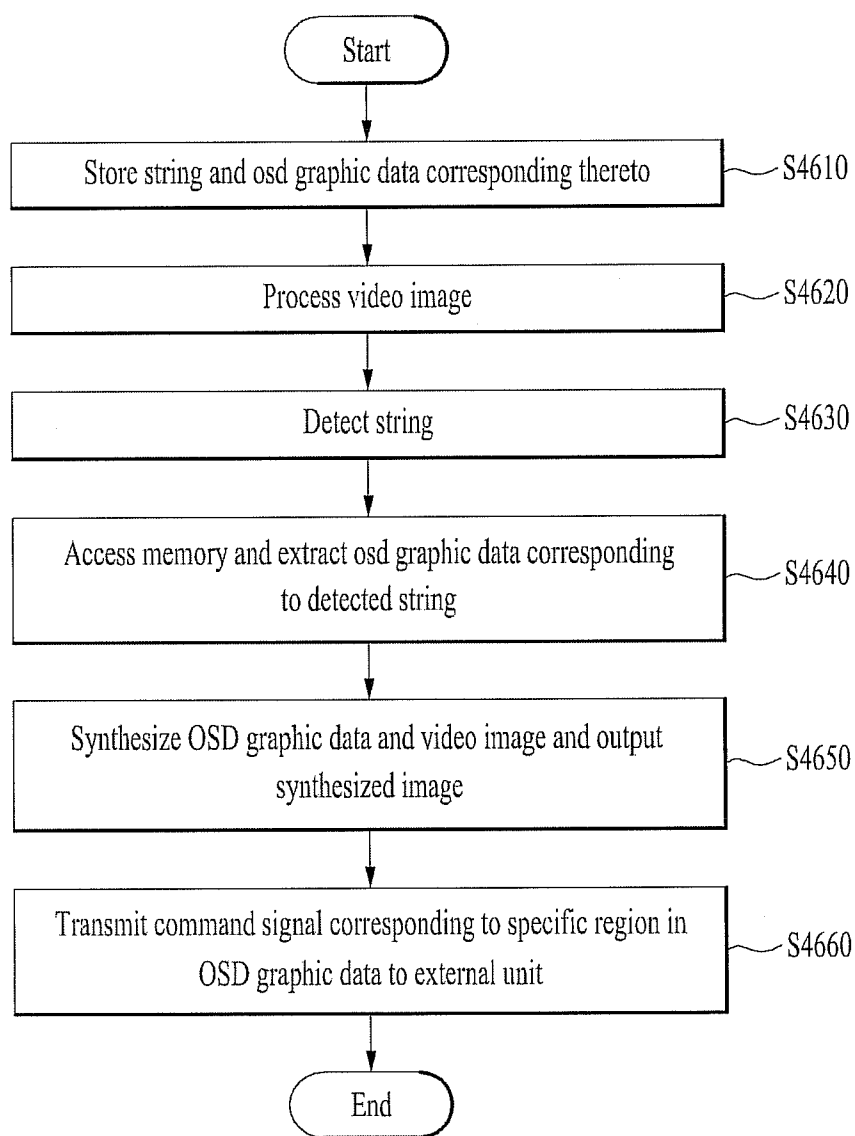 Start
Store string and osd graphic data corresponding thereto
S4610
Process video image
S4620
Detect string
S4630
Access memory and extract osd graphic data corresponding
to detected string
S4640
Synthesize OSD graphic data and video image and output
synthesized image
S4650
Transmit command signal corresponding to specific region in
OSD graphic data to external unit
S4660
End